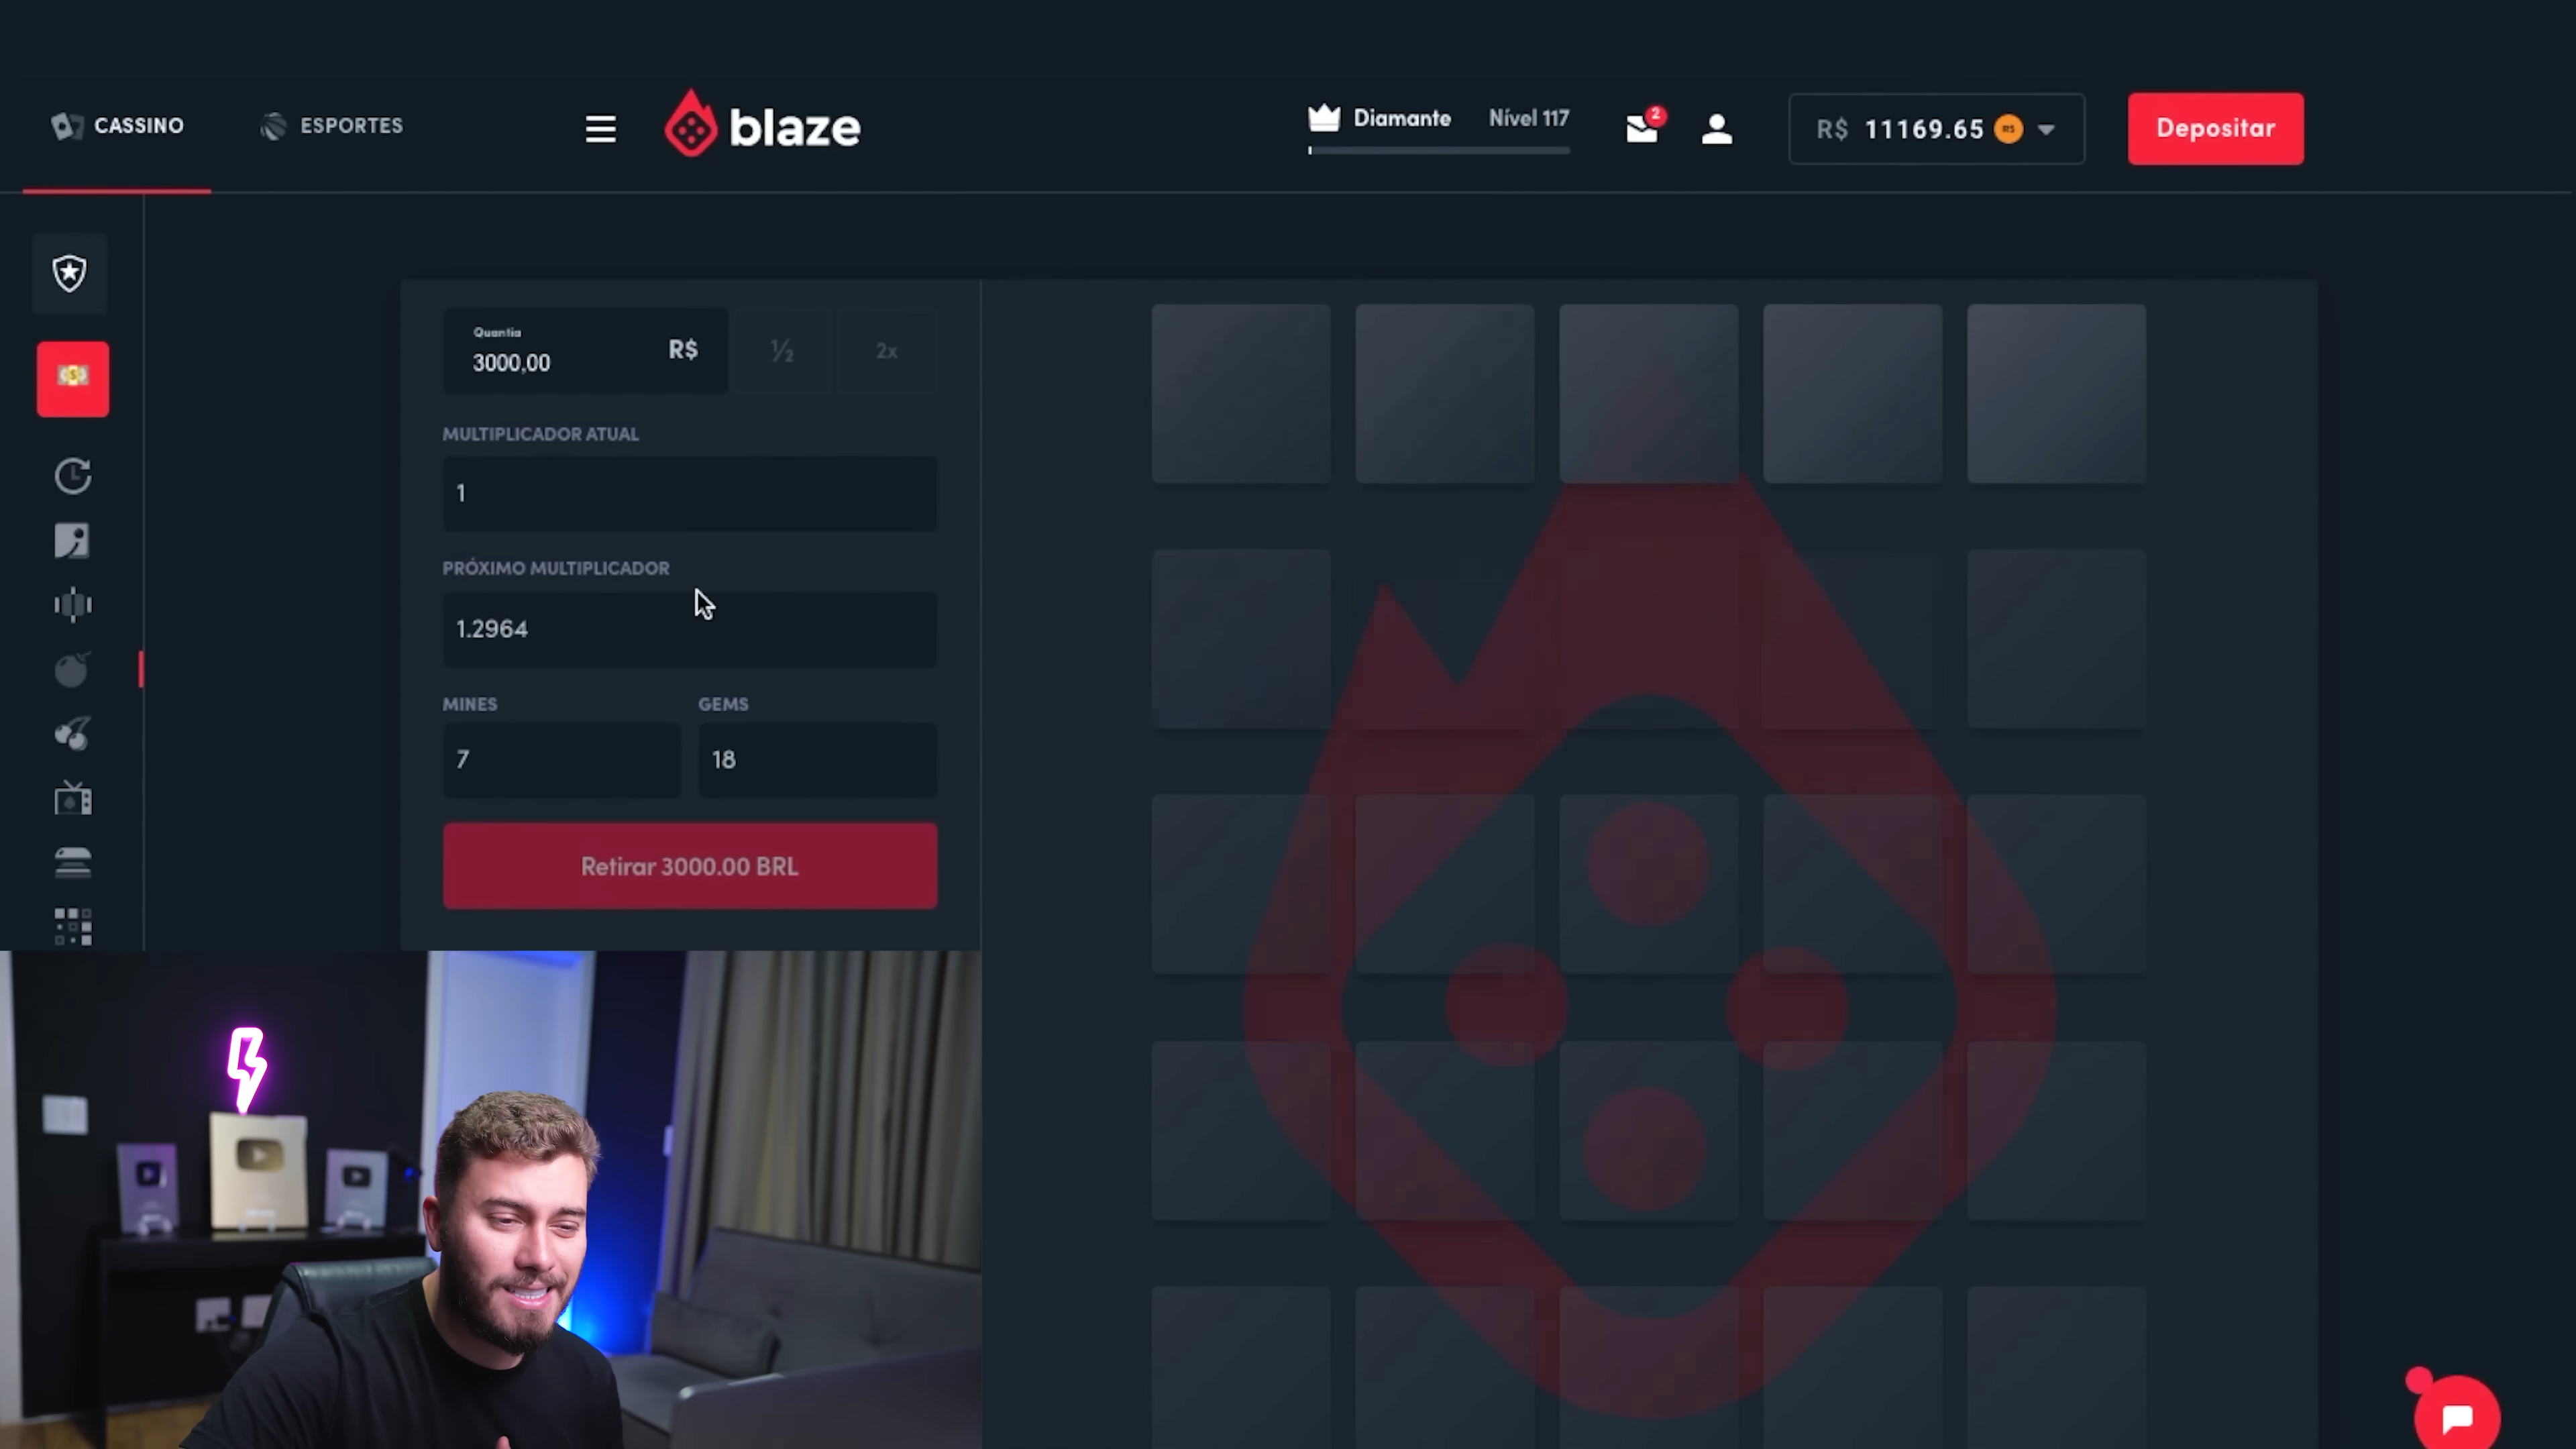 CASSINO
ESPORTES
blaze
Diamante
Nível 117
2
R$ 11169.65
R$
Depositar
Quantia
3000,00
R$
½
2x
MULTIPLICADOR ATUAL
1
PRÓXIMO MULTIPLICADOR
1.2964
MINES
GEMS
7
18
Retirar 3000.00 BRL